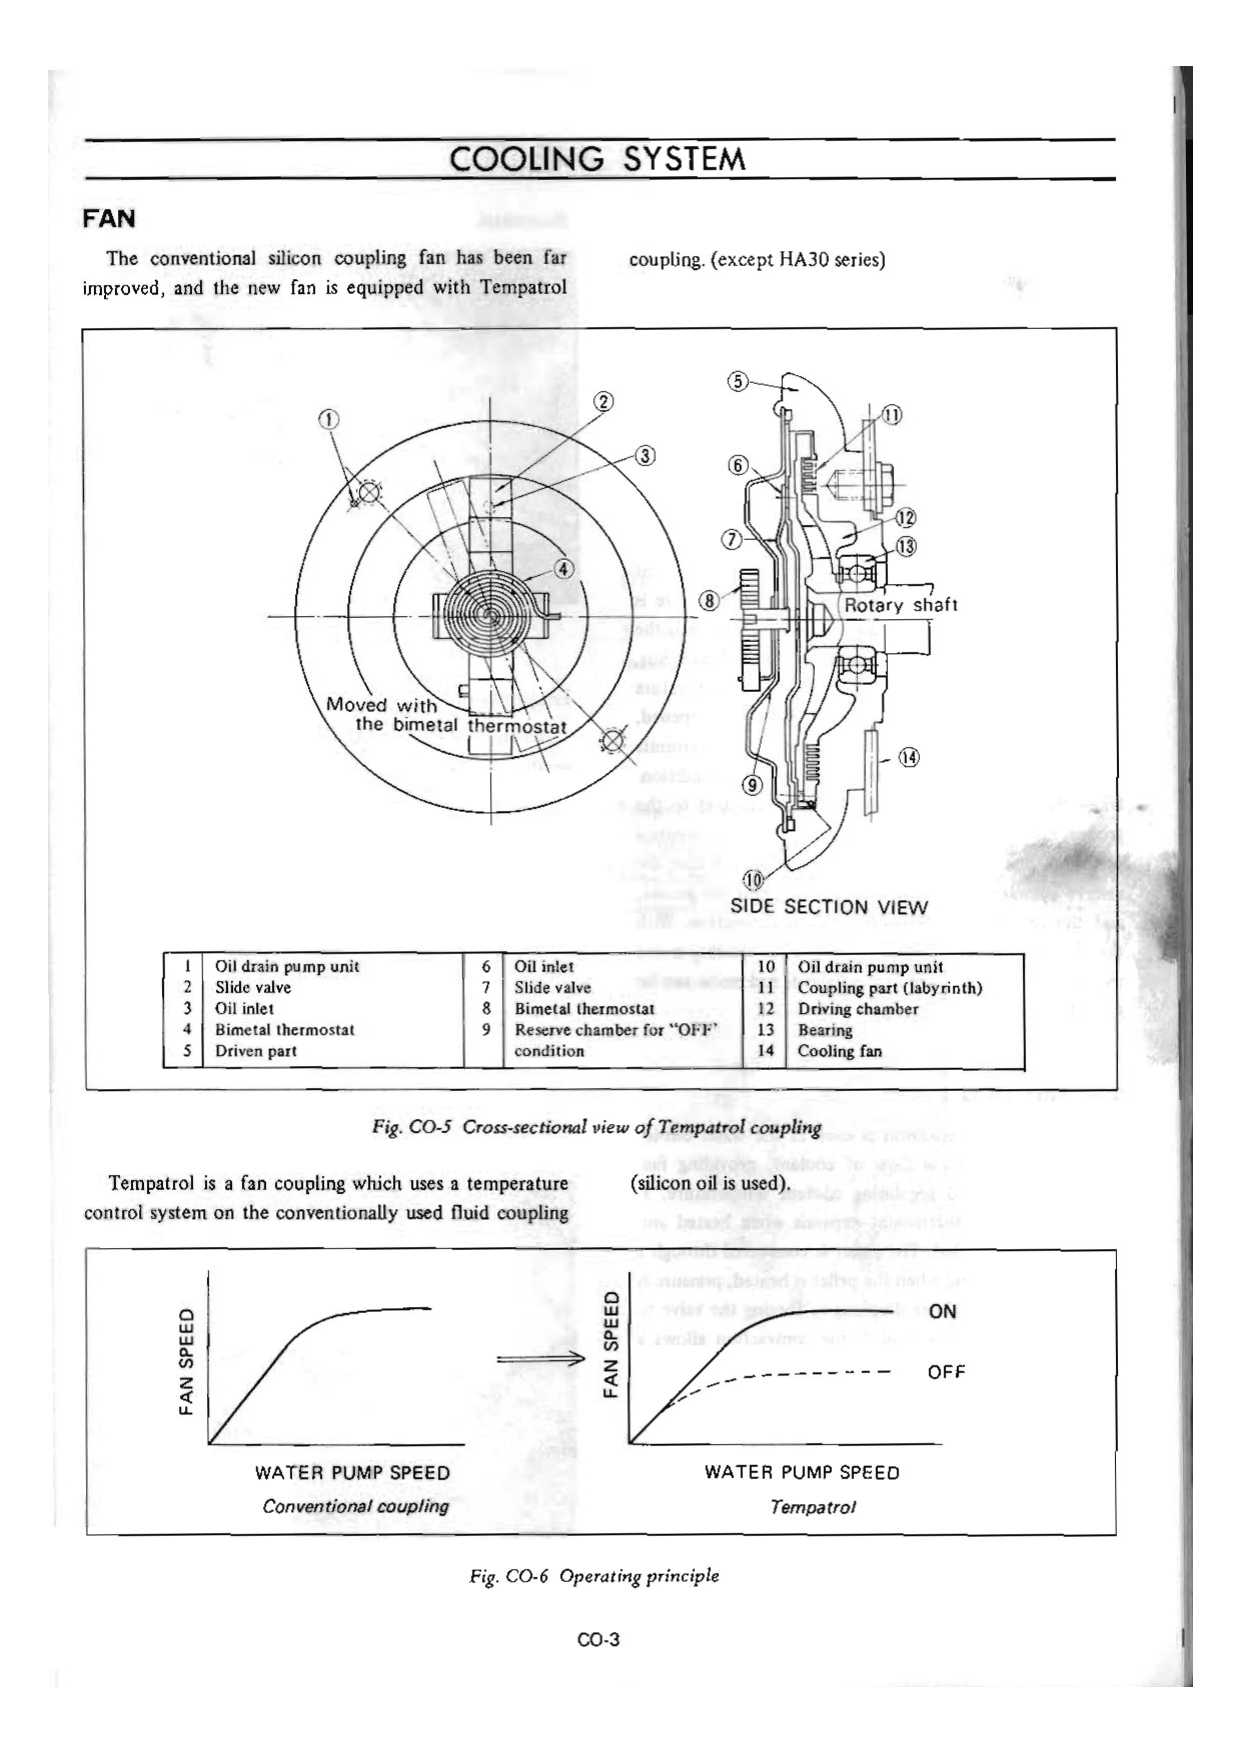 COOLING SYSTEM
FAN
The conventional silicon coupling fan has been far
improved, and the new fan is equipped with Tempatrol
coupling. (except HA30 series)
1
2
3
4
Moved with
the bimetal thermostat
5
6
7
8
9
10
11
12
13
14
Rotary shaft
SIDE SECTION VIEW
1 Oil drain pump unit
2 Slide valve
3 Oil inlet
4 Bimetal thermostat
5 Driven part
6 Oil inlet
7 Slide valve
8 Bimetal thermostat
9 Reserve chamber for "OFF"
condition
10 Oil drain pump unit
11 Coupling part (labyrinth)
12 Driving chamber
13 Bearing
14 Cooling fan
Fig. CO-5 Cross-sectional view of Tempatrol coupling
Tempatrol is a fan coupling which uses a temperature
control system on the conventionally used fluid coupling
(silicon oil is used).
FAN SPEED
WATER PUMP SPEED
Conventional coupling
FAN SPEED
ON
OFF
WATER PUMP SPEED
Tempatrol
Fig. CO-6 Operating principle
CO-3